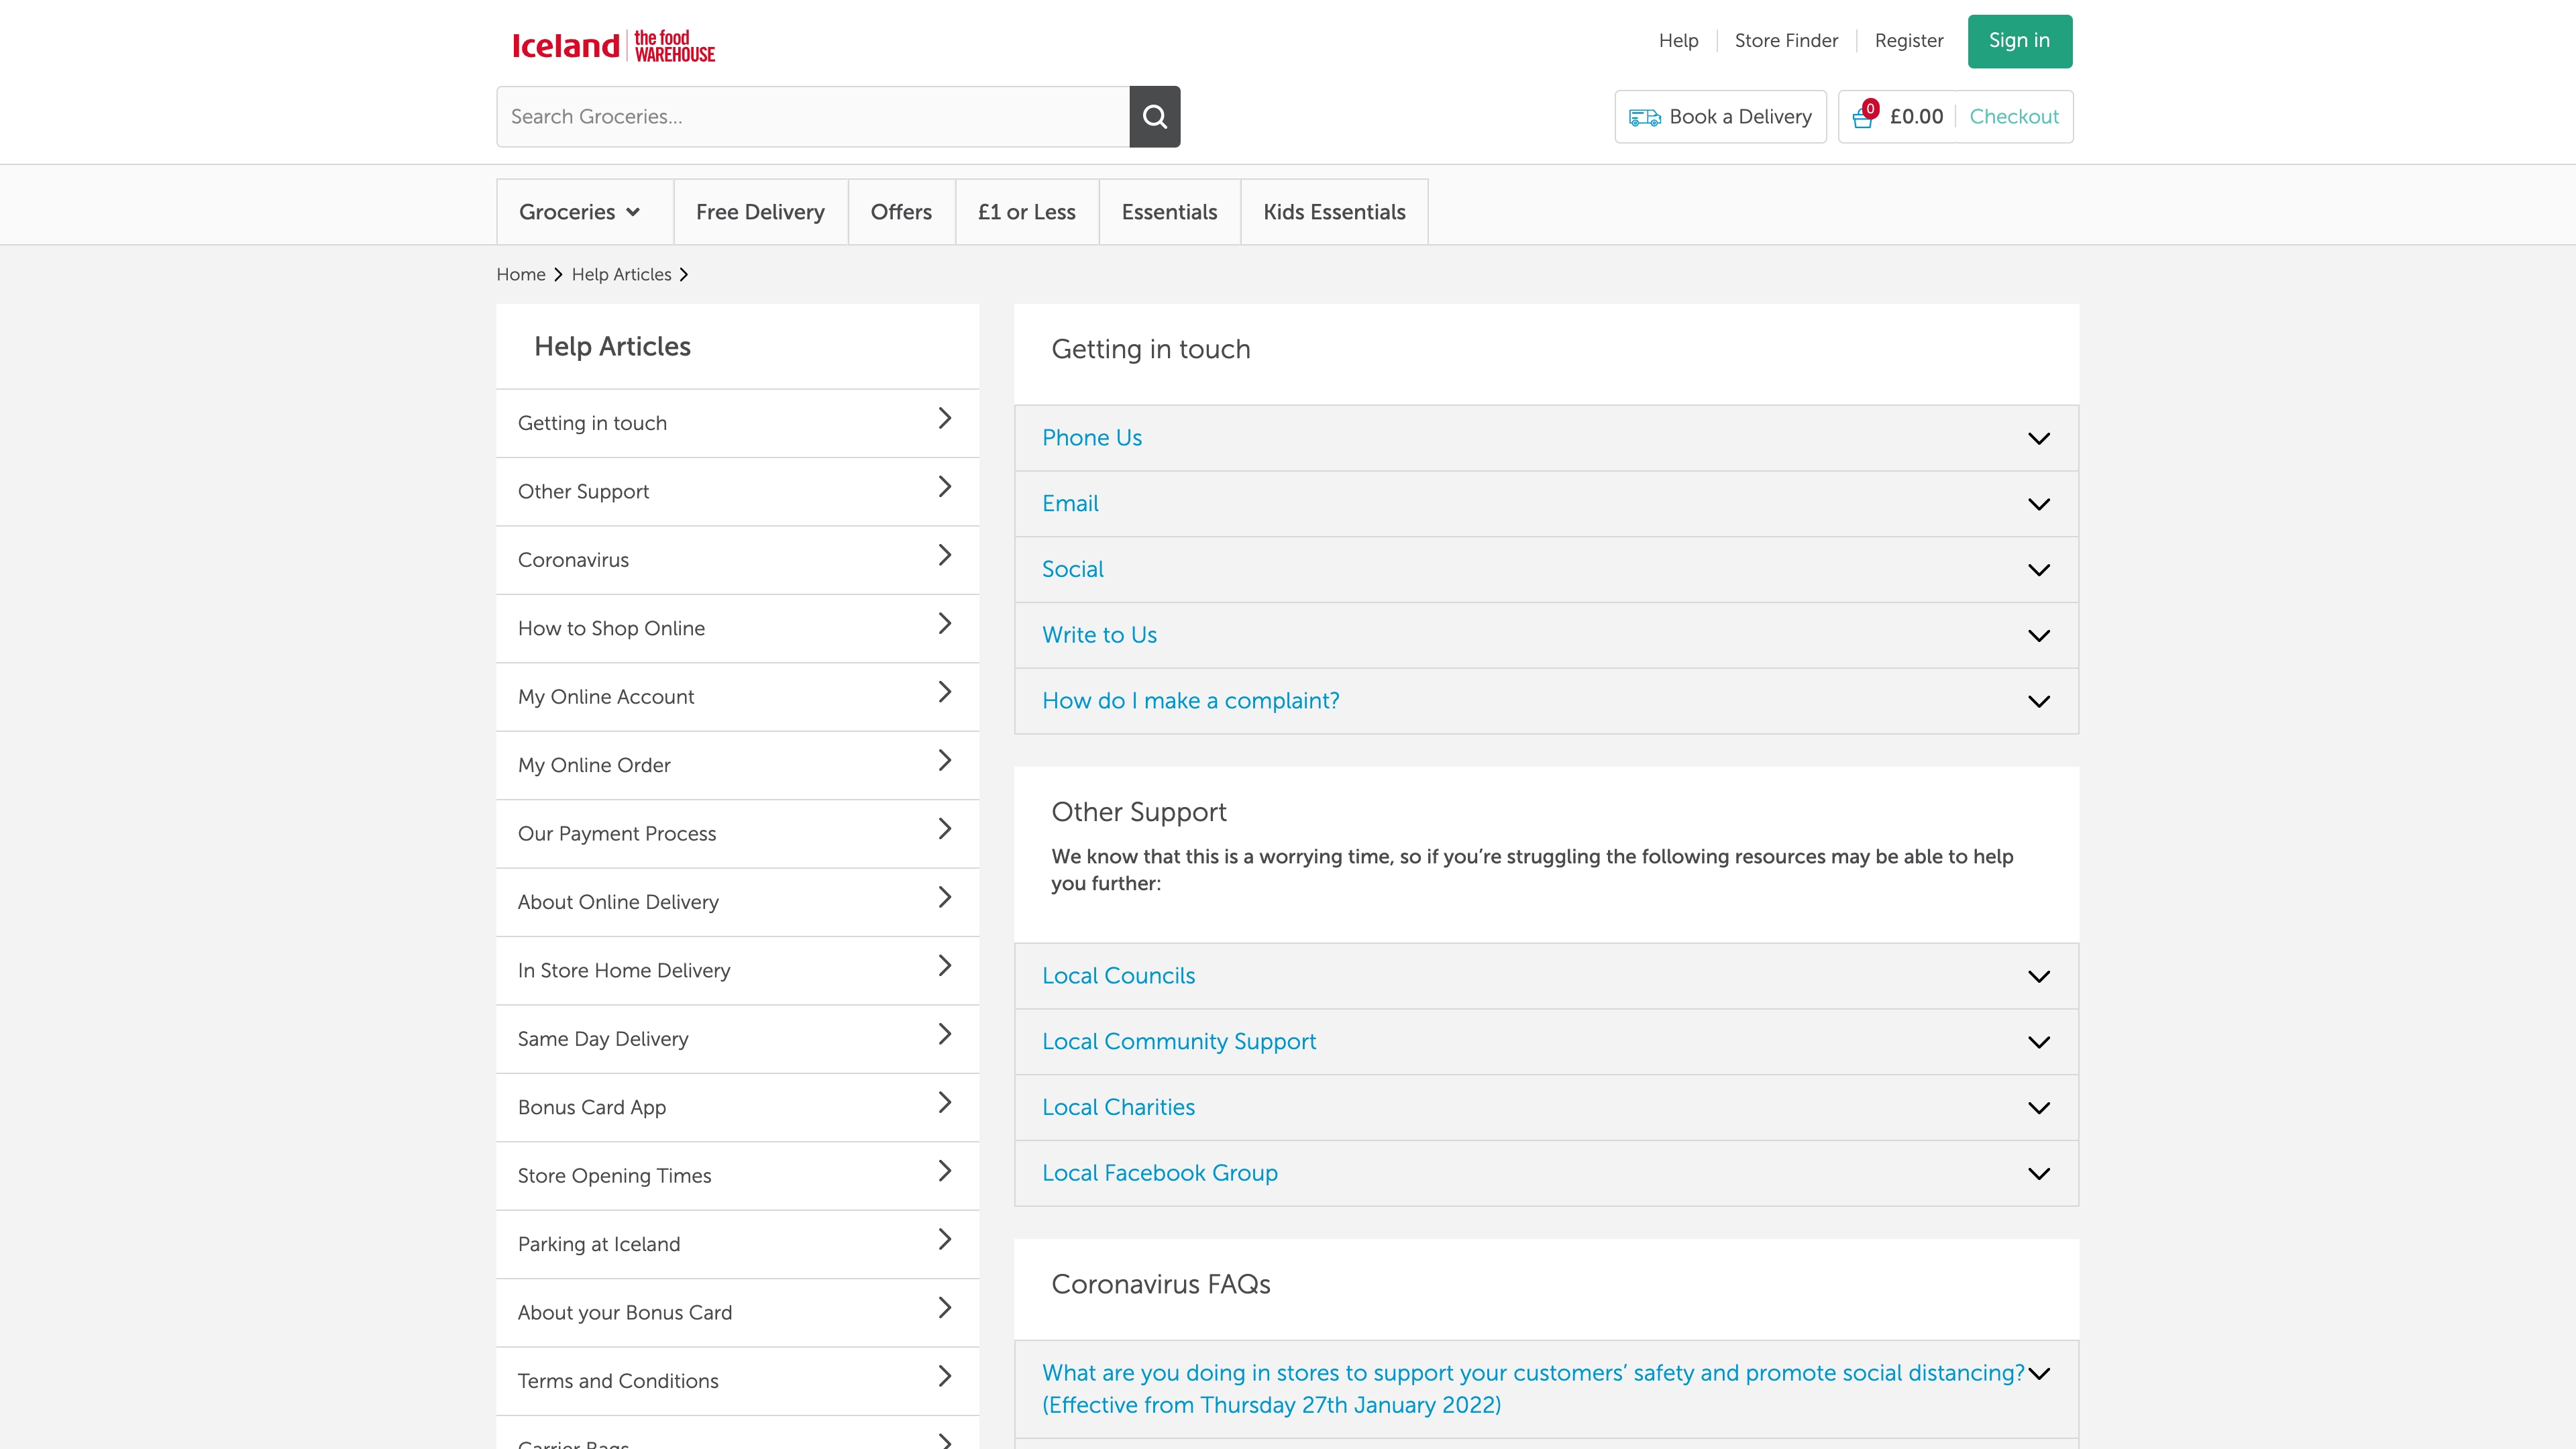 Iceland
the food
WAREHOUSE
Help
Store Finder
Register
Sign in
Search Groceries...
Book a Delivery
0
£0.00
Checkout
Groceries
Free Delivery
Offers
£1 or Less
Essentials
Kids Essentials
Home
Help Articles
Help Articles
Getting in touch
Other Support
Coronavirus
How to Shop Online
My Online Account
My Online Order
Our Payment Process
About Online Delivery
In Store Home Delivery
Same Day Delivery
Bonus Card App
Store Opening Times
Parking at Iceland
About your Bonus Card
Terms and Conditions
Carrier Bags
Getting in touch
Phone Us
Email
Social
Write to Us
How do I make a complaint?
Other Support
We know that this is a worrying time, so if you’re struggling the following resources may be able to help
you further:
Local Councils
Local Community Support
Local Charities
Local Facebook Group
Coronavirus FAQs
What are you doing in stores to support your customers’ safety and promote social distancing?
(Effective from Thursday 27th January 2022)